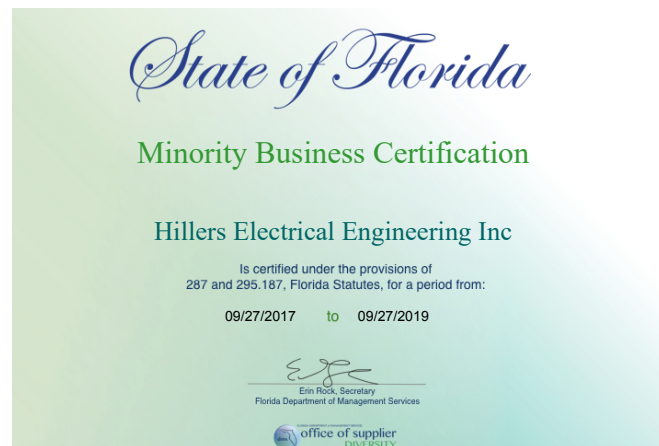 State of Florida
Minority Business Certification
Hillers Electrical Engineering Inc
Is certified under the provisions of
287 and 295.187, Florida Statutes, for a period from:
09/27/2017 to 09/27/2019
Erin Rock, Secretary
Florida Department of Management Services
office of supplier
DIVERSITY